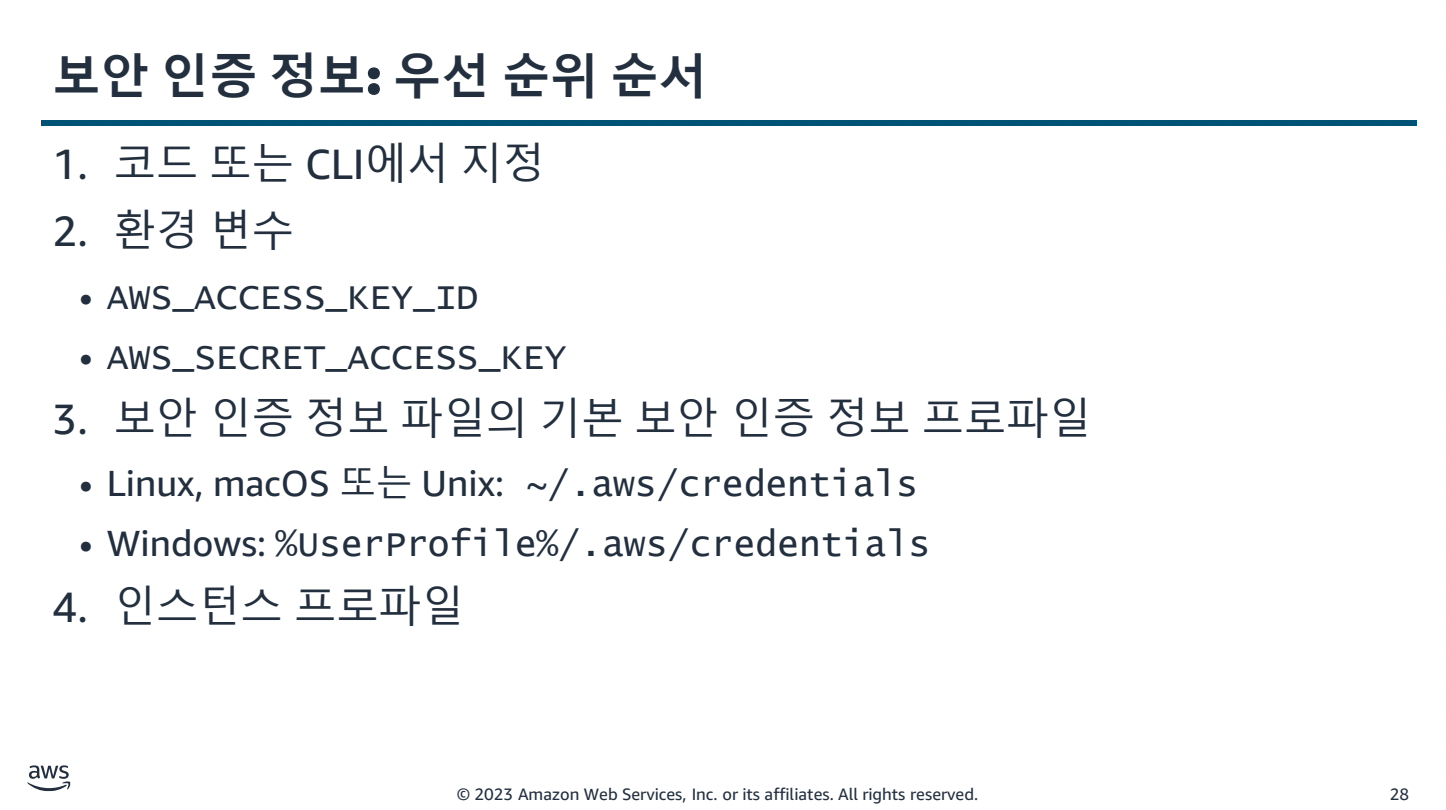 보안 인증 정보: 우선 순위 순서
1. 코드 또는 CLI에서 지정
2. 환경 변수
• AWS_ACCESS_KEY_ID
• AWS_SECRET_ACCESS_KEY
3. 보안 인증 정보 파일의 기본 보안 인증 정보 프로파일
• Linux, macOS 또는 Unix: ~/.aws/credentials
• Windows: %UserProfile%/.aws/credentials
4. 인스턴스 프로파일
aws
© 2023 Amazon Web Services, Inc. or its affiliates. All rights reserved.
28